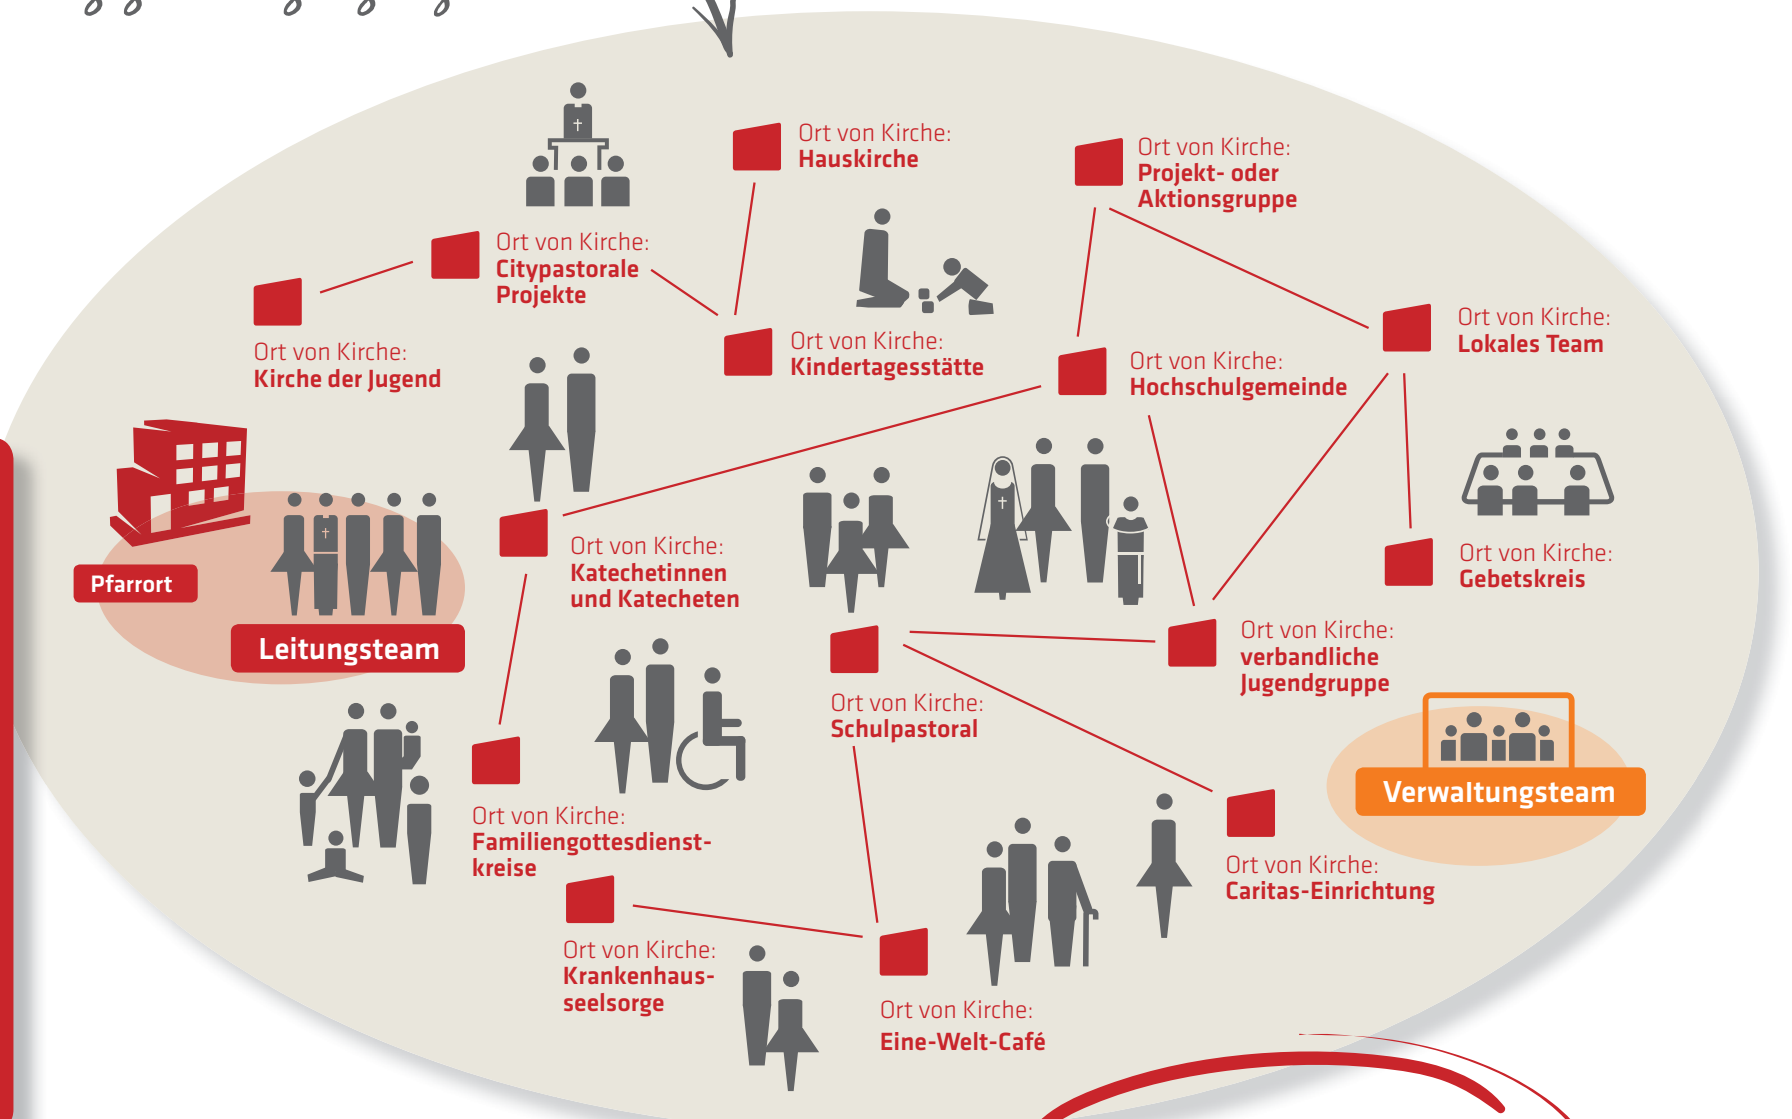 Ort von Kirche:
Hauskirche
Ort von Kirche:
Projekt- oder
Aktionsgruppe
Ort von Kirche:
Citypastorale
Projekte
Ort von Kirche:
Kirche der Jugend
Ort von Kirche:
Kindertagesstätte
Ort von Kirche:
Hochschulgemeinde
Ort von Kirche:
Lokales Team
Pfarrort
Leitungsteam
Ort von Kirche:
Katechetinnen
und Katecheten
Ort von Kirche:
Gebetskreis
Ort von Kirche:
verbandliche
Jugendgruppe
Ort von Kirche:
Schulpastoral
Verwaltungsteam
Ort von Kirche:
Familiengottesdienst-
kreise
Ort von Kirche:
Caritas-Einrichtung
Ort von Kirche:
Krankenhaus-
seelsorge
Ort von Kirche:
Eine-Welt-Café